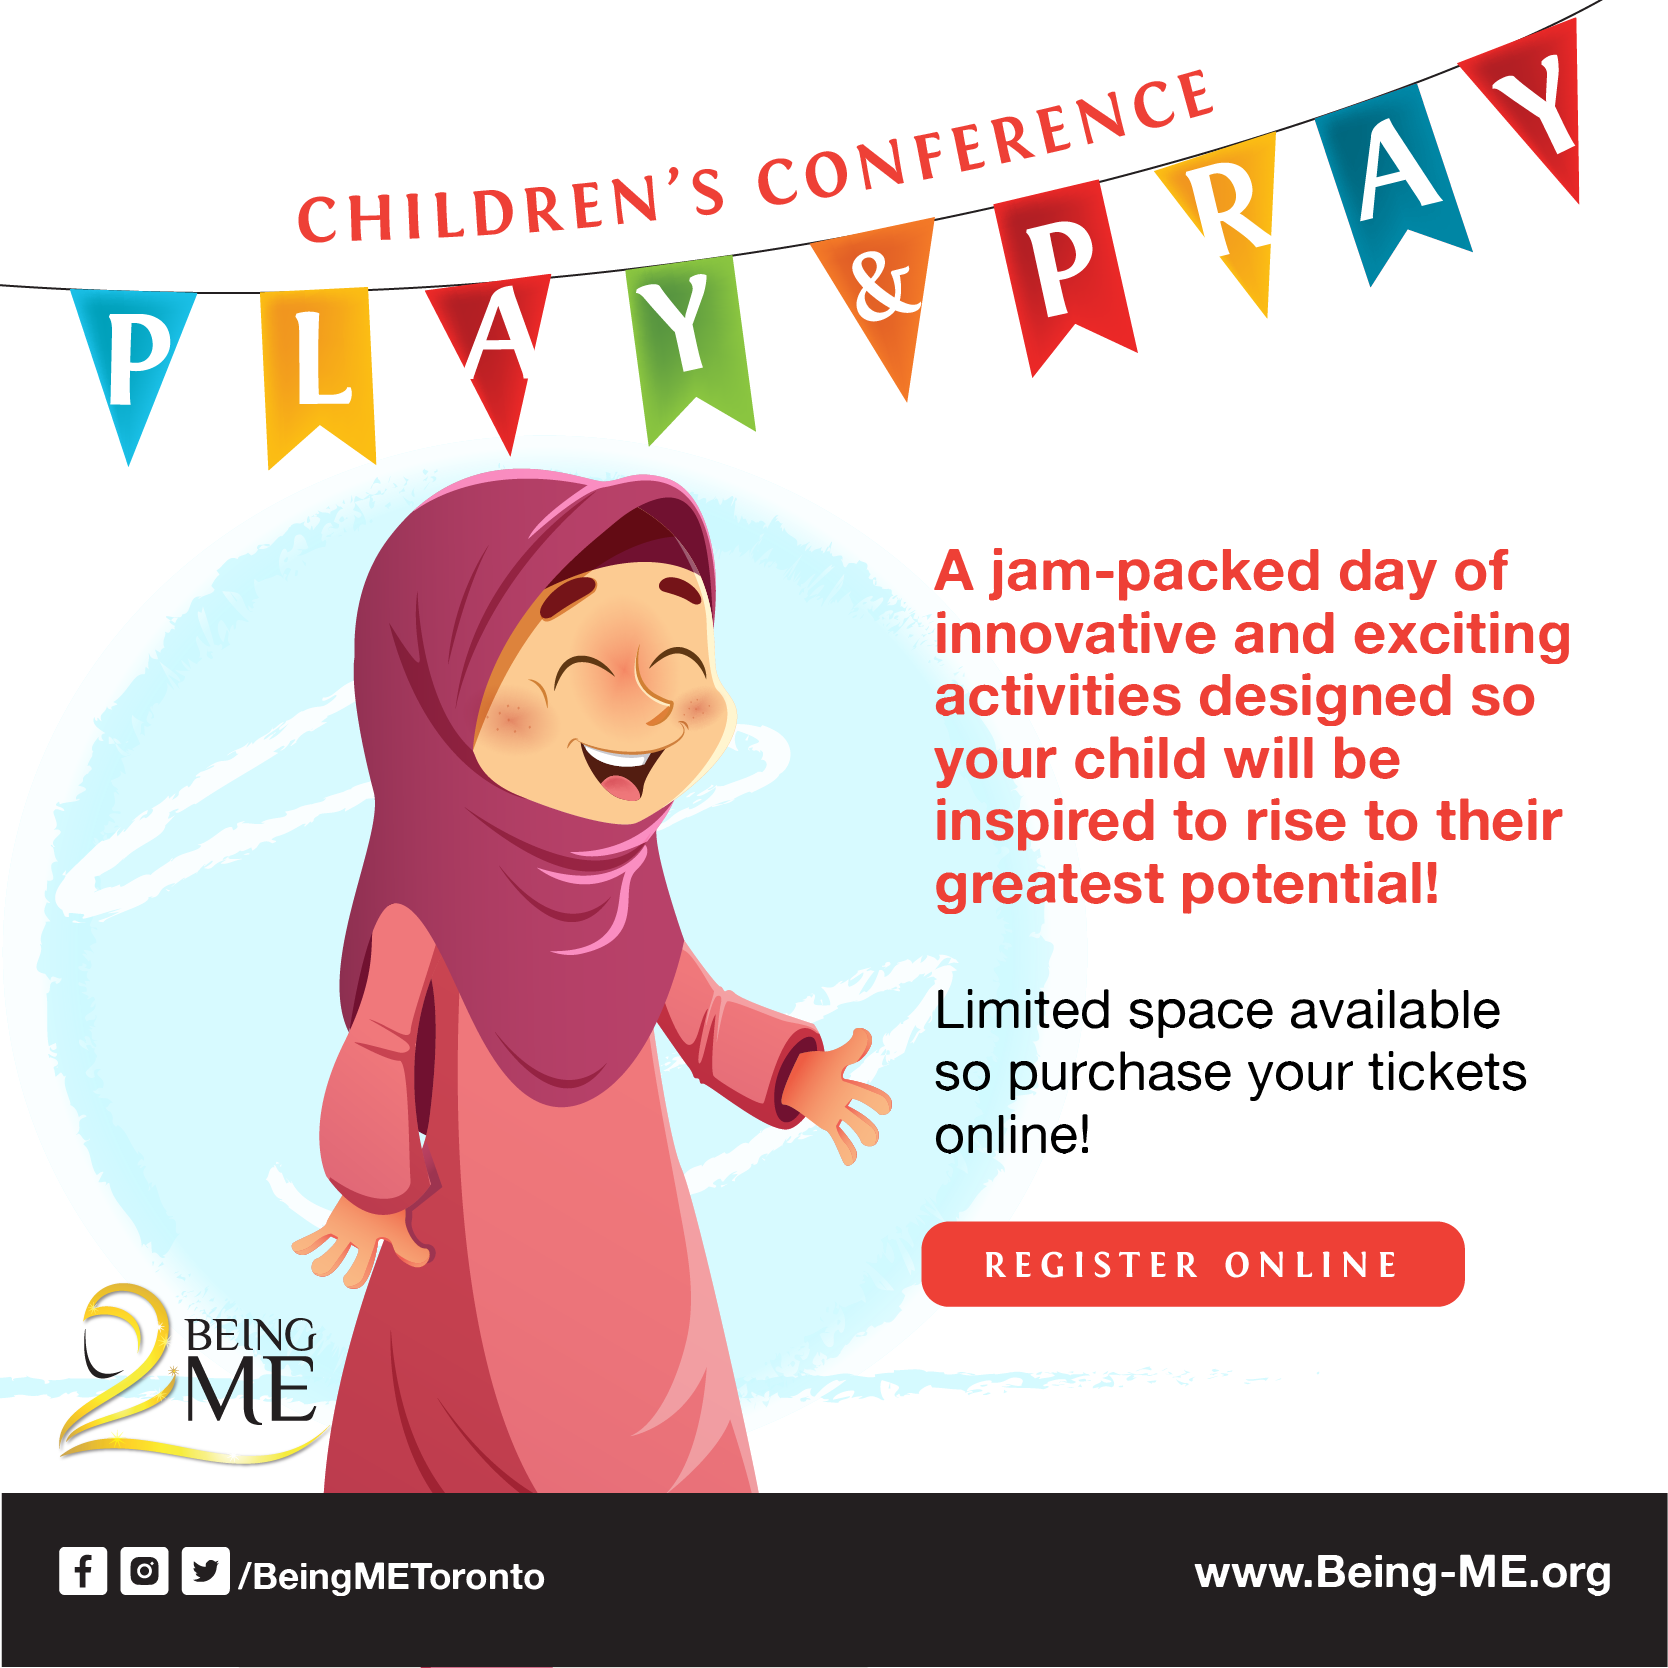 CHILDREN'S CONFERENCE
PLAY & PRAY
A jam-packed day of
innovative and exciting
activities designed so
your child will be
inspired to rise to their
greatest potential!
Limited space available
so purchase your tickets
online!
REGISTER ONLINE
BEING
ME
/BeingMEToronto
www.Being-ME.org